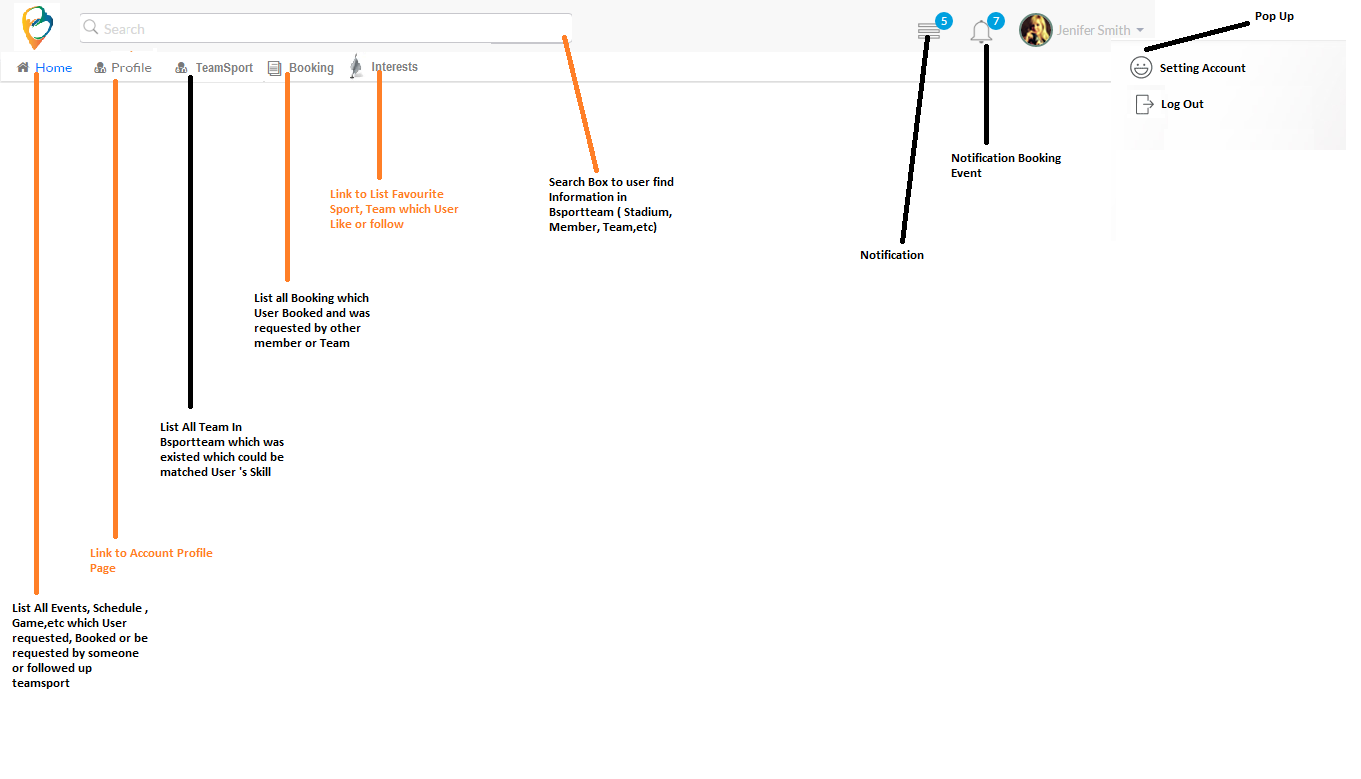 Search
5
7
Jenifer Smith
Pop Up
Home
Profile
TeamSport
Booking
Interests
Setting Account
Log Out
Notification Booking
Event
Search Box to user find
Information in
Bsportteam ( Stadium,
Member, Team,etc)
Link to List Favourite
Sport, Team which User
Like or follow
Notification
List all Booking which
User Booked and was
requested by other
member or Team
List All Team In
Bsportteam which was
existed which could be
matched User 's Skill
Link to Account Profile
Page
List All Events, Schedule ,
Game,etc which User
requested, Booked or be
requested by someone
or followed up
teamsport